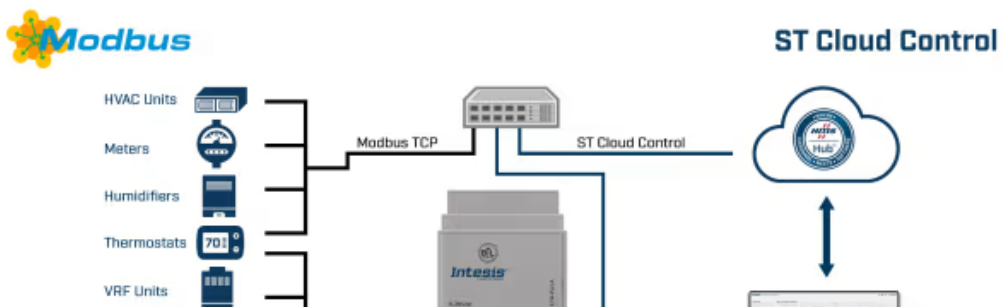 Modbus
ST Cloud Control
HVAC Units
Meters
Humidifiers
Thermostats
70
VRF Units
Modbus TCP
ST Cloud Control
Hub
Intesis